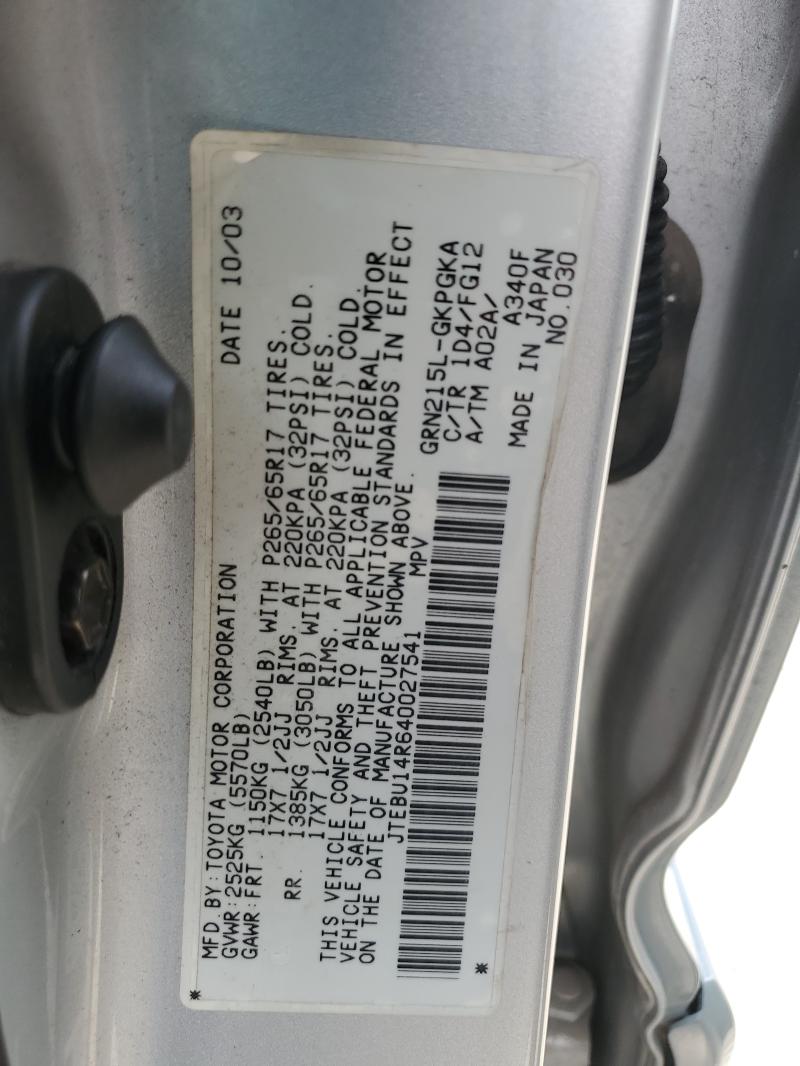 MFD.BY:TOYOTA MOTOR CORPORATION DATE 10/03
GVWR:2525KG (5570LB)
GAWR:FRT. 1150KG (2540LB) WITH P265/65R17 TIRES.
17X7 1/2JJ RIMS. AT 220KPA (32PSI) COLD.
RR. 1385KG (3050LB) WITH P265/65R17 TIRES.
17X7 1/2JJ RIMS. AT 220KPA (32PSI) COLD.
THIS VEHICLE CONFORMS TO ALL APPLICABLE FEDERAL MOTOR
VEHICLE SAFETY AND THEFT PREVENTION STANDARDS IN EFFECT
ON THE DATE OF MANUFACTURE SHOWN ABOVE.
JTEBU14R640027541 MPV
GRN215L-GKPGKA
C/TR 1D4/FG12
A/TM A02A/ A340F
MADE IN JAPAN
NO.030